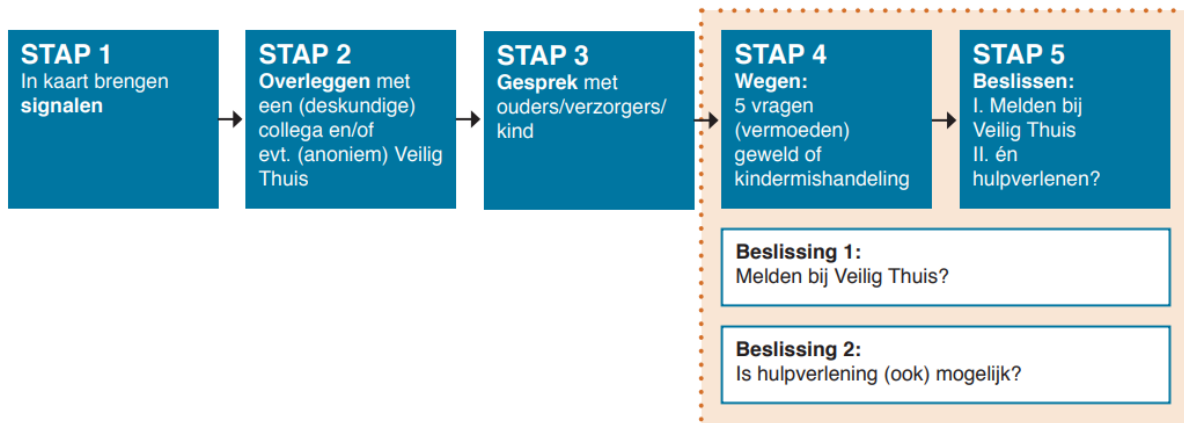 STAP 1
In kaart brengen
signalen
STAP 2
Overleggen met
een (deskundige)
collega en/of
evt. (anoniem) Veilig
Thuis
STAP 3
Gesprek met
ouders/verzorgers/
kind
STAP 4
Wegen:
5 vragen
(vermoeden)
geweld of
kindermishandeling
STAP 5
Beslissen:
I. Melden bij
Veilig Thuis
II. én
hulpverlenen?
Beslissing 1:
Melden bij Veilig Thuis?
Beslissing 2:
Is hulpverlening (ook) mogelijk?